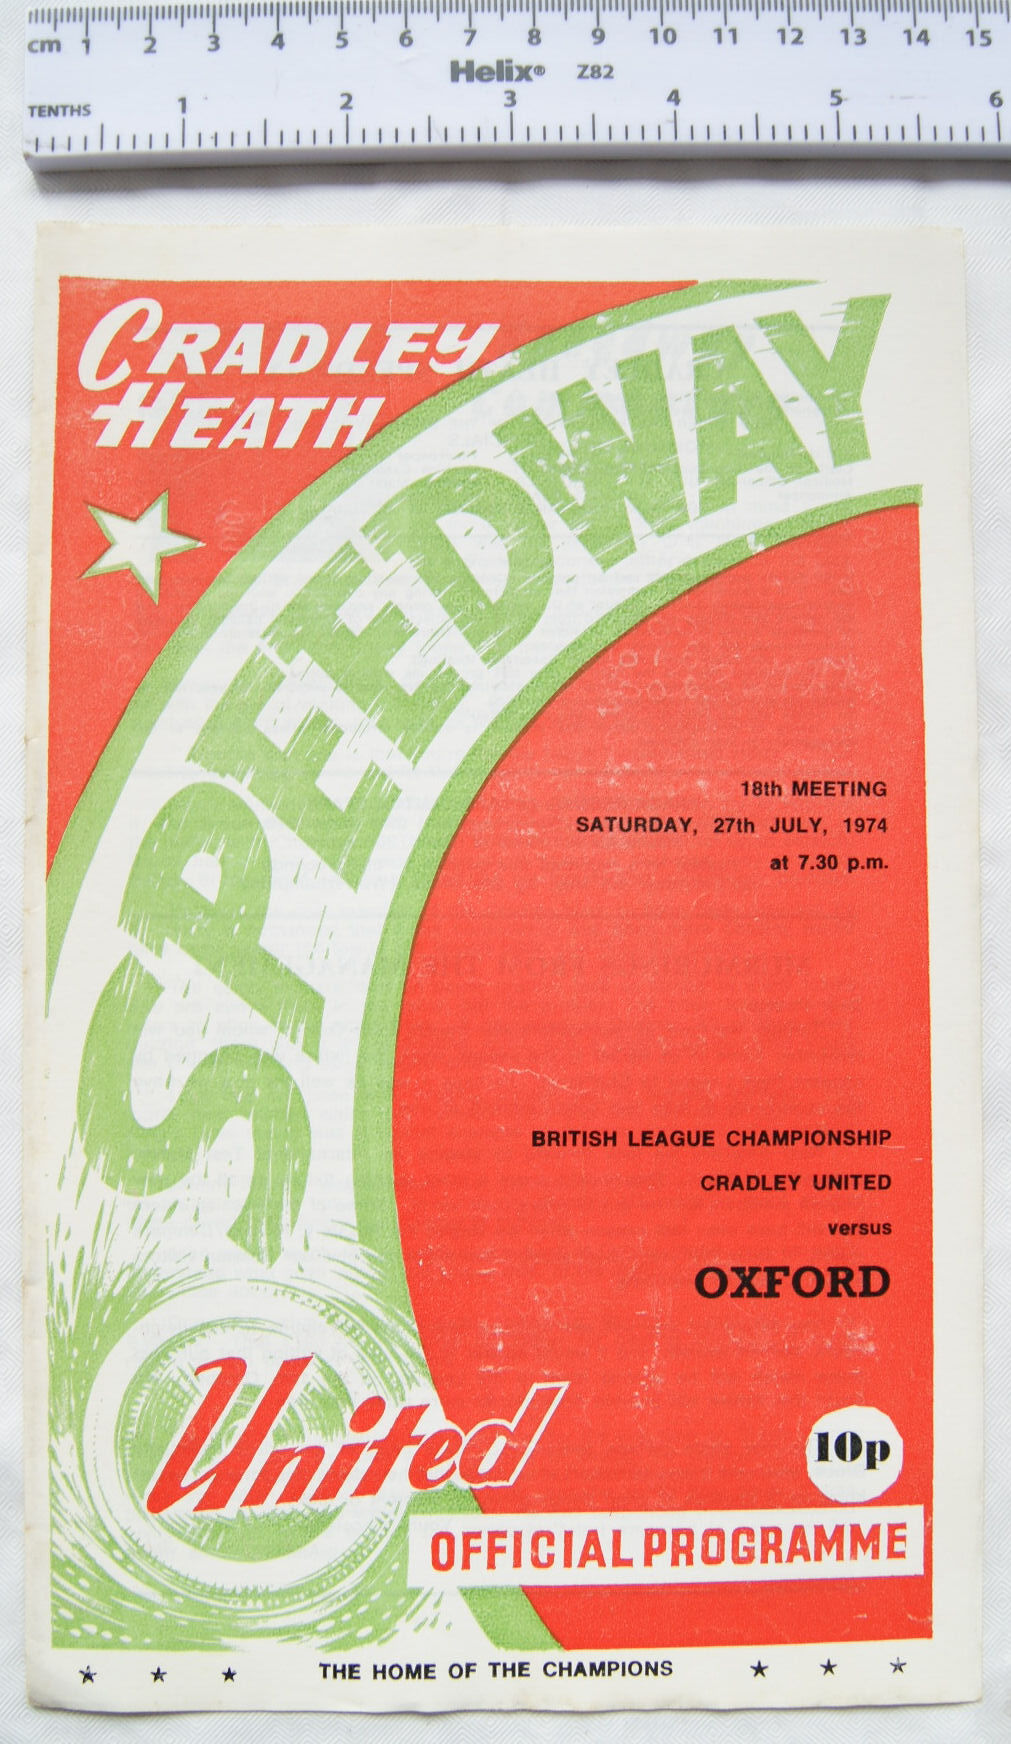 cm 1 2 3 4 5 6 7 8 9 10 11 12 13 14 15
Helix® Z82
TENTHS 1 2 3 4 5 6
CRADLEY
HEATH
SPEEDWAY
18th MEETING
SATURDAY, 27th JULY, 1974
at 7.30 p.m.
BRITISH LEAGUE CHAMPIONSHIP
CRADLEY UNITED
versus
OXFORD
United
10p
OFFICIAL PROGRAMME
THE HOME OF THE CHAMPIONS